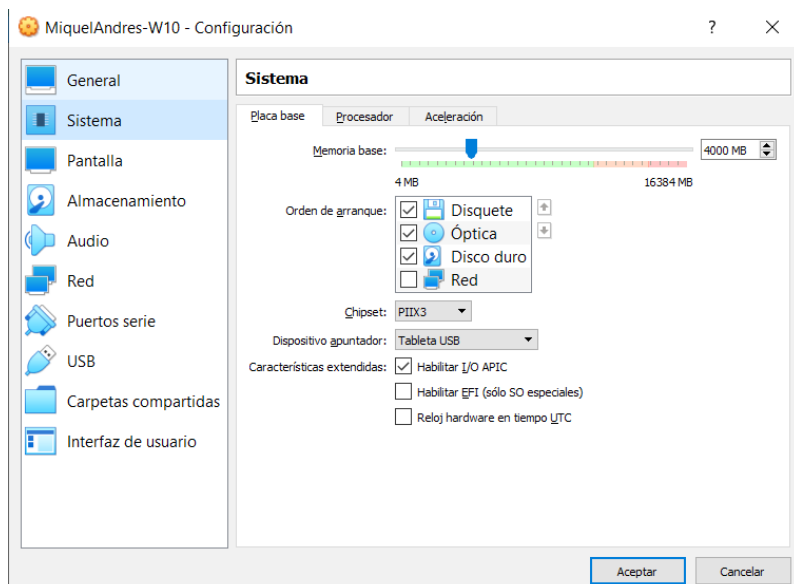 MiquelAndres-W10 - Configuración ?
General
Sistema
Pantalla
Almacenamiento
Audio
Red
Puertos serie
USB
Carpetas compartidas
Interfaz de usuario
Sistema
Placa base Procesador Aceleración
Memoria base: 4000 MB
4 MB 16384 MB
Orden de arranque: Disquete
Óptica
Disco duro
Red
Chipset: PIIX3
Dispositivo apuntador: Tableta USB
Características extendidas: Habilitar I/O APIC
Habilitar EFI (sólo SO especiales)
Reloj hardware en tiempo UTC
Aceptar Cancelar